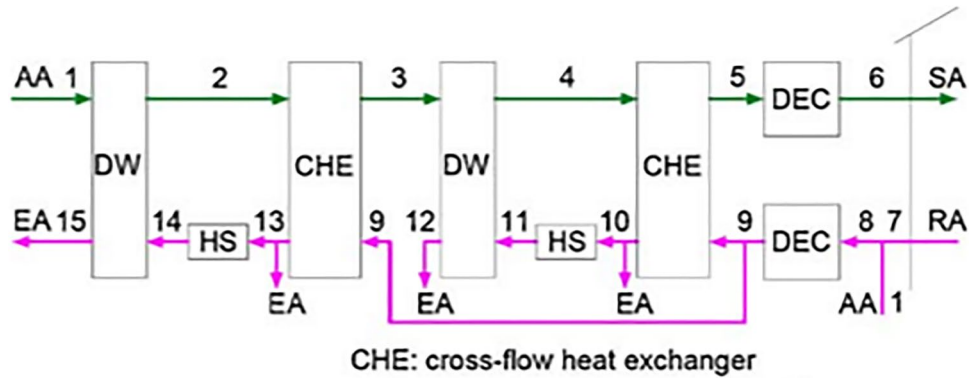 AA 1 2 3 4 5 6 SA
DEC
DW CHE DW CHE
EA 15 14 13 9 12 11 10 9 8 7 RA
HS HS DEC
EA EA EA AA 1
CHE: cross-flow heat exchanger